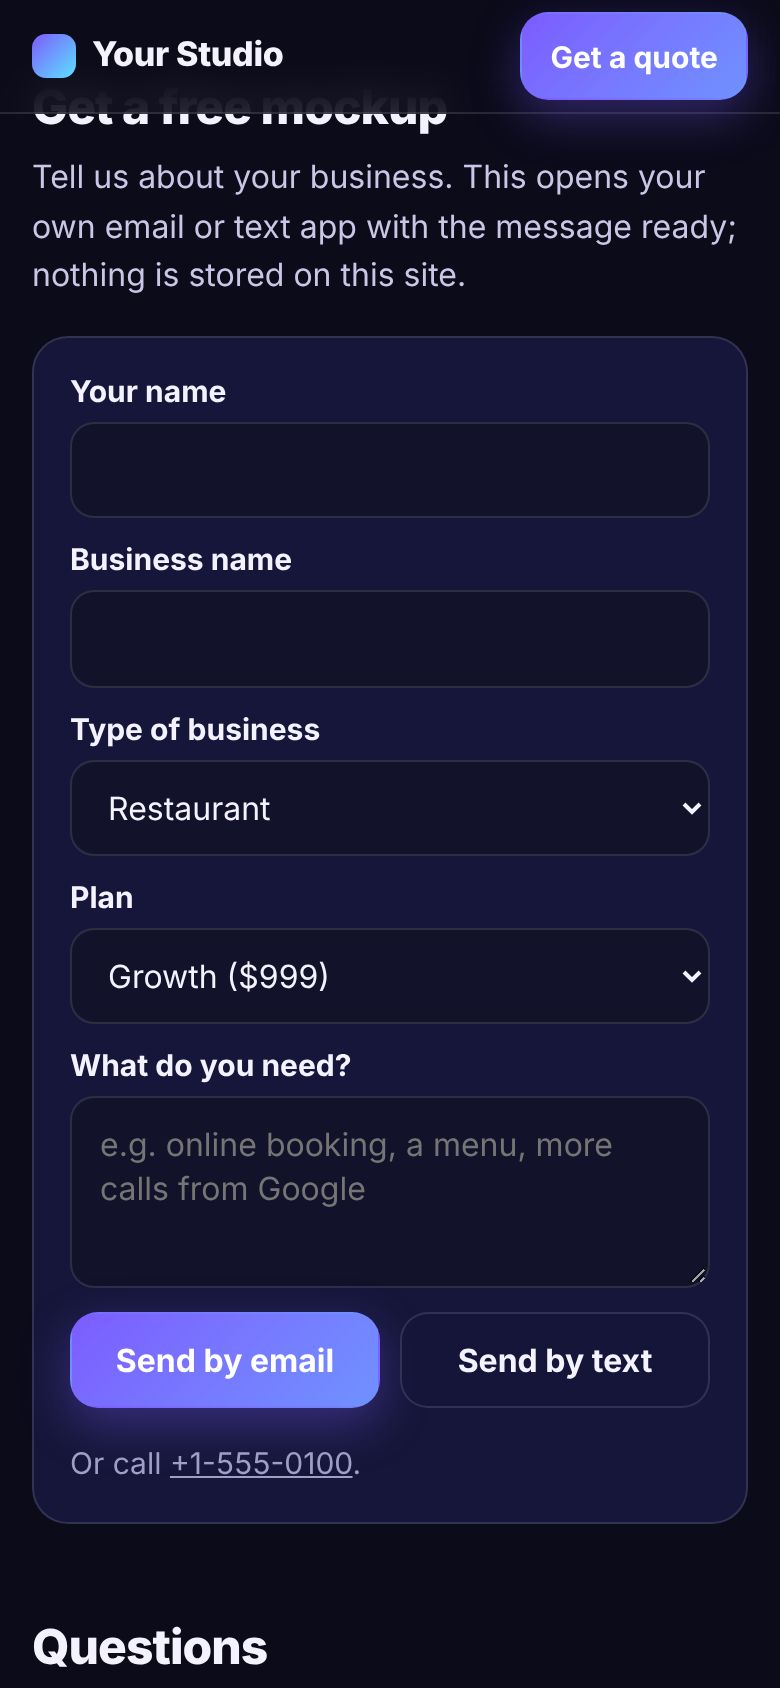 Your Studio
Get a quote
Get a free mockup
Tell us about your business. This opens your
own email or text app with the message ready;
nothing is stored on this site.
Your name
Business name
Type of business
Restaurant
Plan
Growth ($999)
What do you need?
e.g. online booking, a menu, more
calls from Google
Send by email
Send by text
Or call +1-555-0100.
Questions